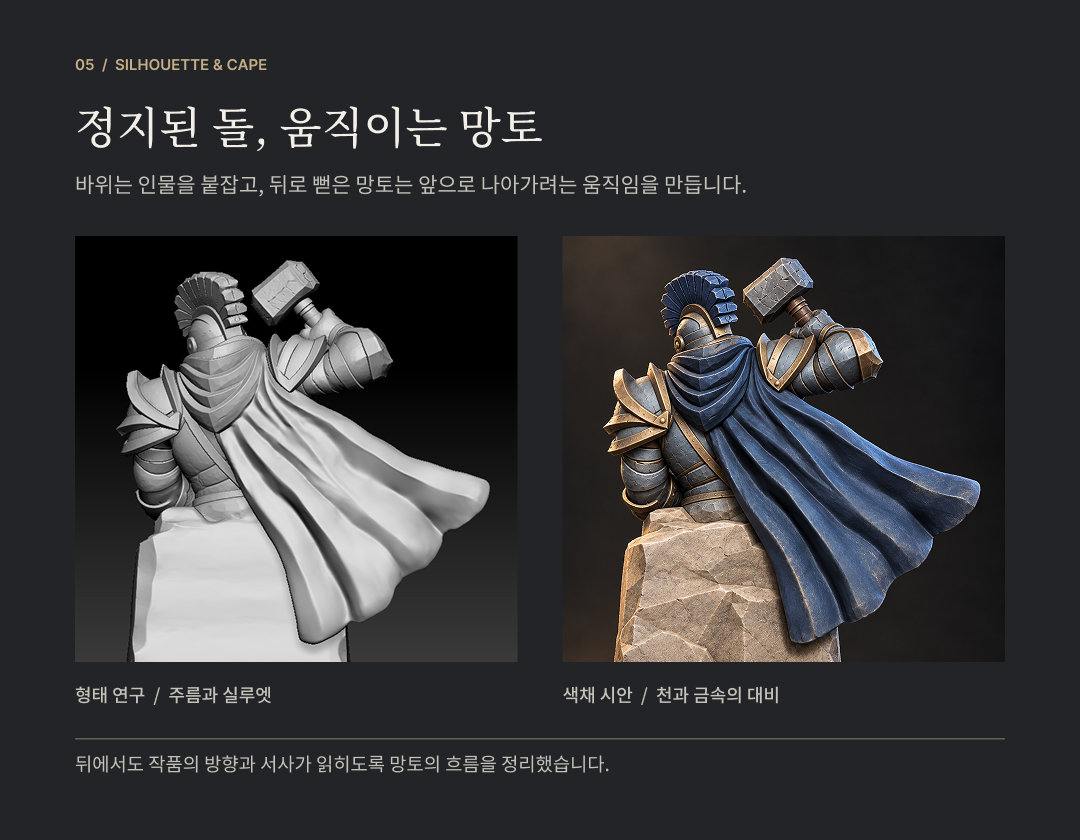 05 / SILHOUETTE & CAPE
정지된 돌, 움직이는 망토
바위는 인물을 붙잡고, 뒤로 뻗은 망토는 앞으로 나아가려는 움직임을 만듭니다.
형태 연구 / 주름과 실루엣
색채 시안 / 천과 금속의 대비
뒤에서도 작품의 방향과 서사가 읽히도록 망토의 흐름을 정리했습니다.